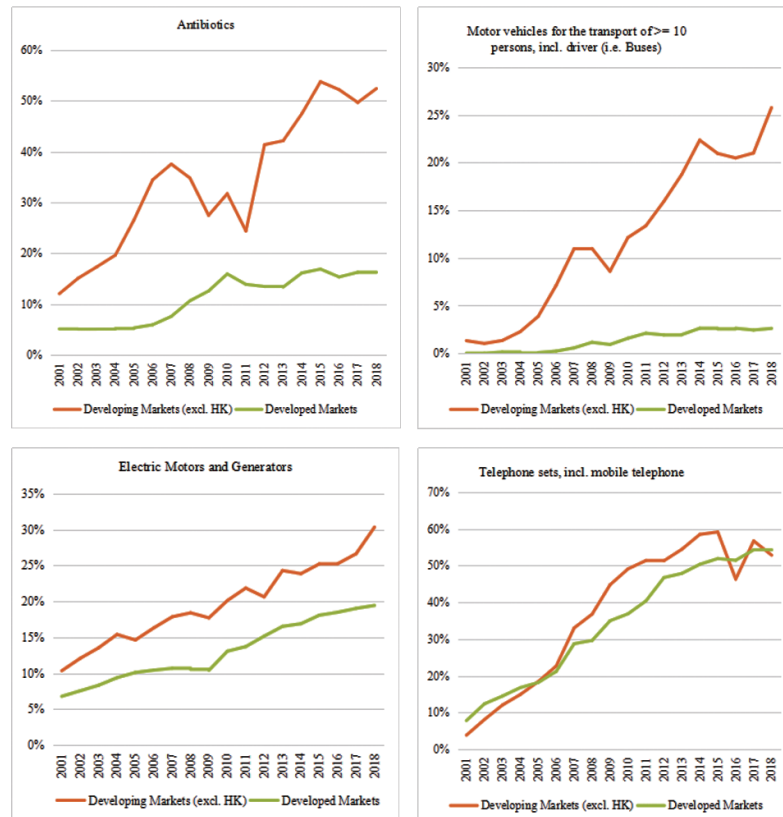 Antibiotics
60%
50%
40%
30%
20%
10%
0%
2001 2002 2003 2004 2005 2006 2007 2008 2009 2010 2011 2012 2013 2014 2015 2016 2017 2018
Developing Markets (excl. HK) Developed Markets
Motor vehicles for the transport of >= 10
persons, incl. driver (i.e. Buses)
30%
25%
20%
15%
10%
5%
0%
2001 2002 2003 2004 2005 2006 2007 2008 2009 2010 2011 2012 2013 2014 2015 2016 2017 2018
Developing Markets (excl. HK) Developed Markets
Electric Motors and Generators
35%
30%
25%
20%
15%
10%
5%
0%
2001 2002 2003 2004 2005 2006 2007 2008 2009 2010 2011 2012 2013 2014 2015 2016 2017 2018
Developing Markets (excl. HK) Developed Markets
Telephone sets, incl. mobile telephone
70%
60%
50%
40%
30%
20%
10%
0%
2001 2002 2003 2004 2005 2006 2007 2008 2009 2010 2011 2012 2013 2014 2015 2016 2017 2018
Developing Markets (excl. HK) Developed Markets